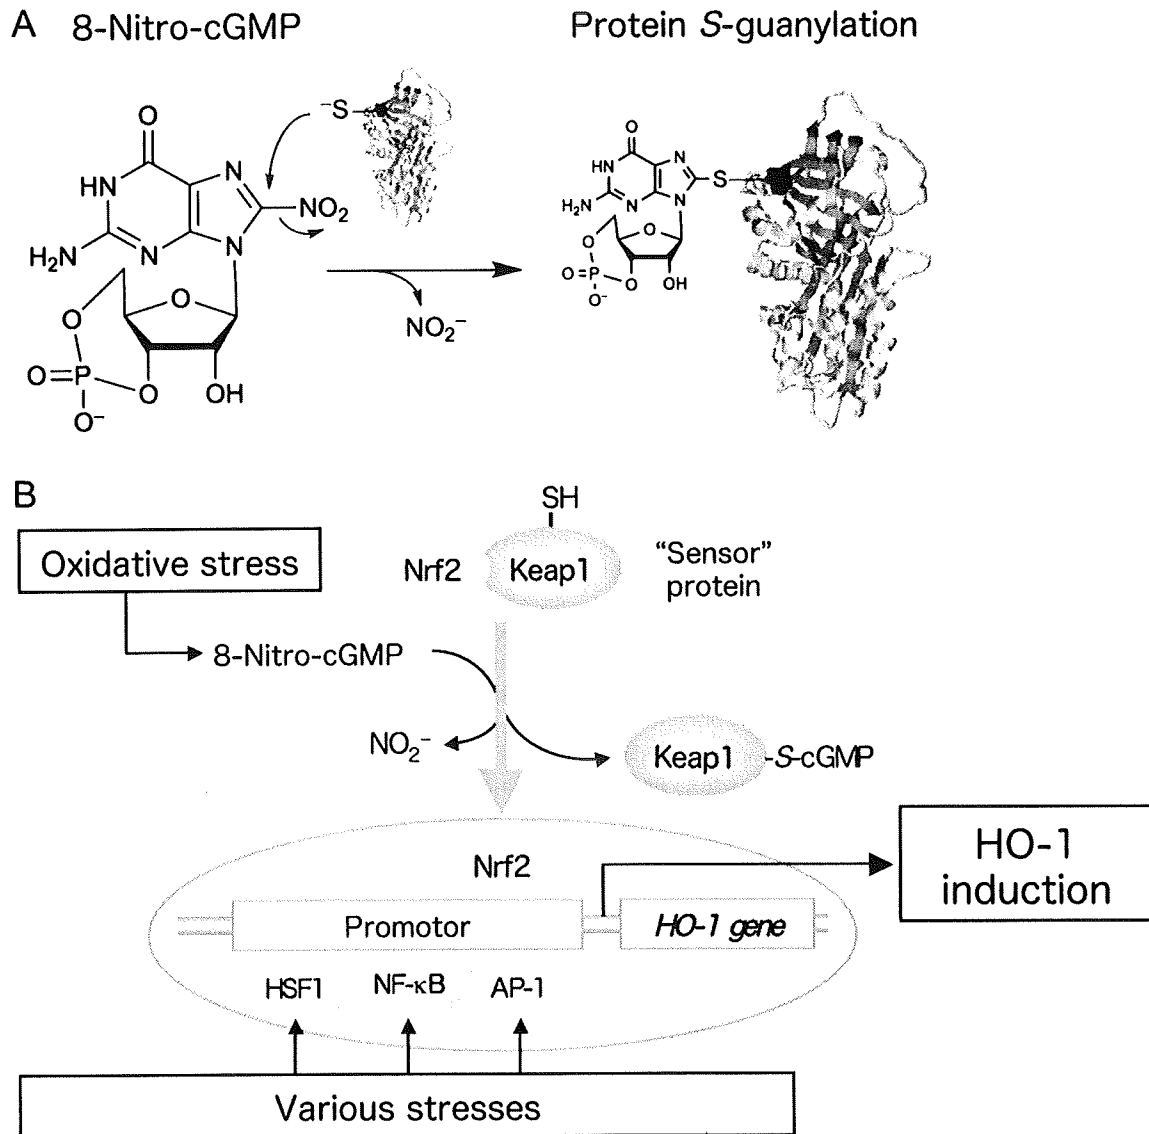 A 8-Nitro-cGMP
Protein S-guanylation
⁻S
O
N
HN
NO₂
H₂N
N
N
O
O
O=P
O
O⁻
OH
NO₂⁻
O
HN
N
S
H₂N
N
N
O
O
O=P
O
O⁻
OH
B
Oxidative stress
SH
Nrf2
Keap1
"Sensor"
protein
8-Nitro-cGMP
NO₂⁻
Keap1
-S-cGMP
HO-1
induction
Nrf2
Promotor
HO-1 gene
HSF1
NF-κB
AP-1
Various stresses